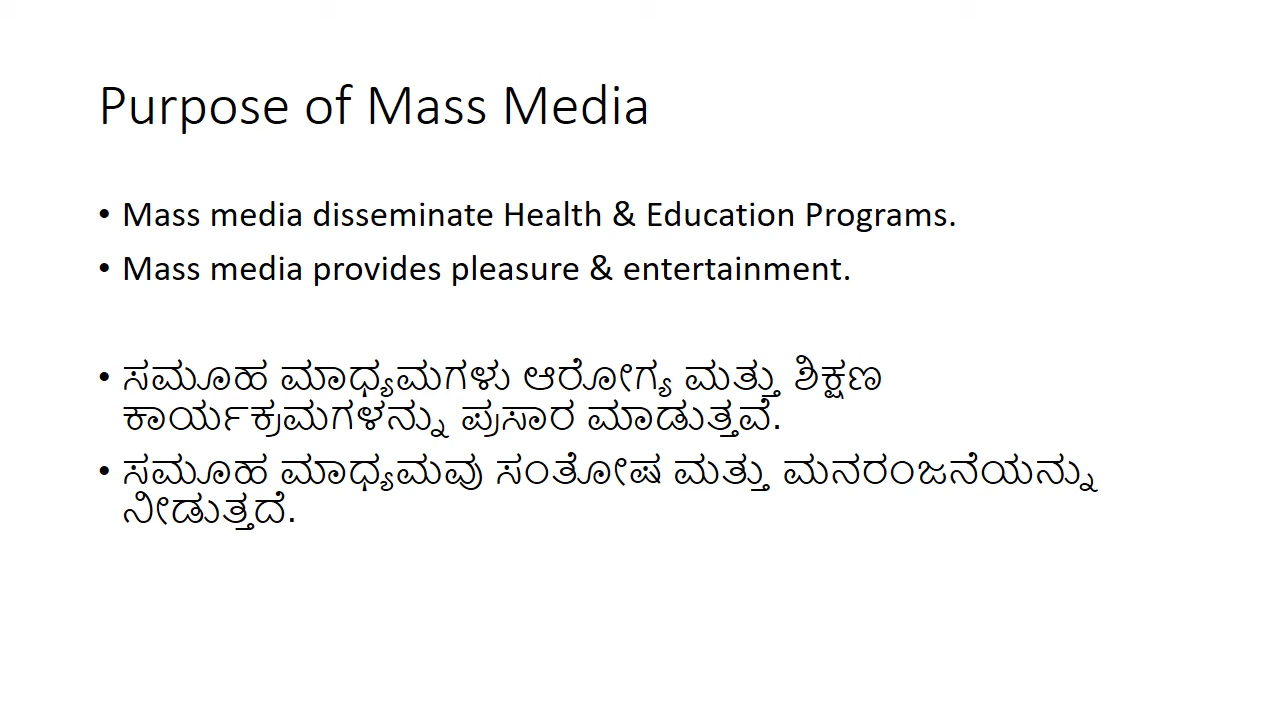 Purpose of Mass Media
• Mass media disseminate Health & Education Programs.
• Mass media provides pleasure & entertainment.
• ಸಮೂಹ ಮಾಧ್ಯಮಗಳು ಆರೋಗ್ಯ ಮತ್ತು ಶಿಕ್ಷಣ
ಕಾರ್ಯಕ್ರಮಗಳನ್ನು ಪ್ರಸಾರ ಮಾಡುತ್ತವೆ.
• ಸಮೂಹ ಮಾಧ್ಯಮವು ಸಂತೋಷ ಮತ್ತು ಮನರಂಜನೆಯನ್ನು
ನೀಡುತ್ತದೆ.